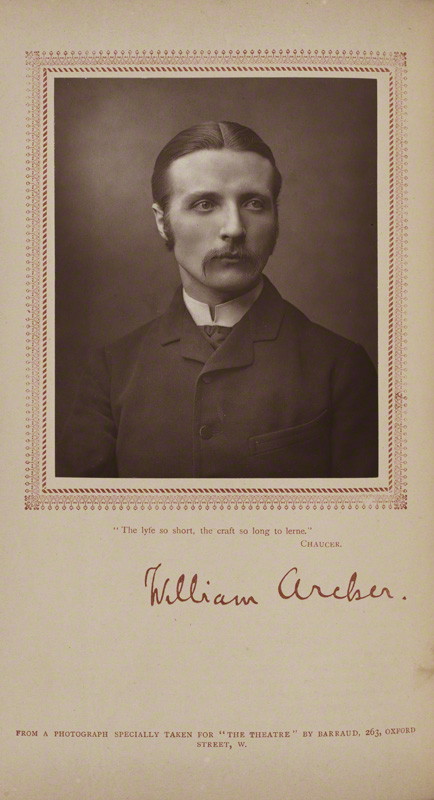 "The lyfe so short, the craft so long to lerne."
CHAUCER.
William Archer.
FROM A PHOTOGRAPH SPECIALLY TAKEN FOR "THE THEATRE" BY BARRAUD, 263, OXFORD
STREET, W.